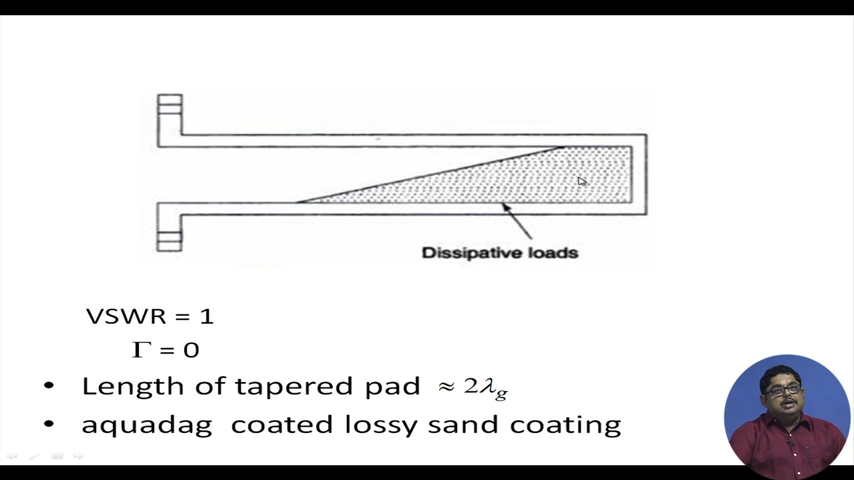 Dissipative loads
VSWR = 1
Γ = 0
• Length of tapered pad ≈ 2λg
• aquadag coated lossy sand coating